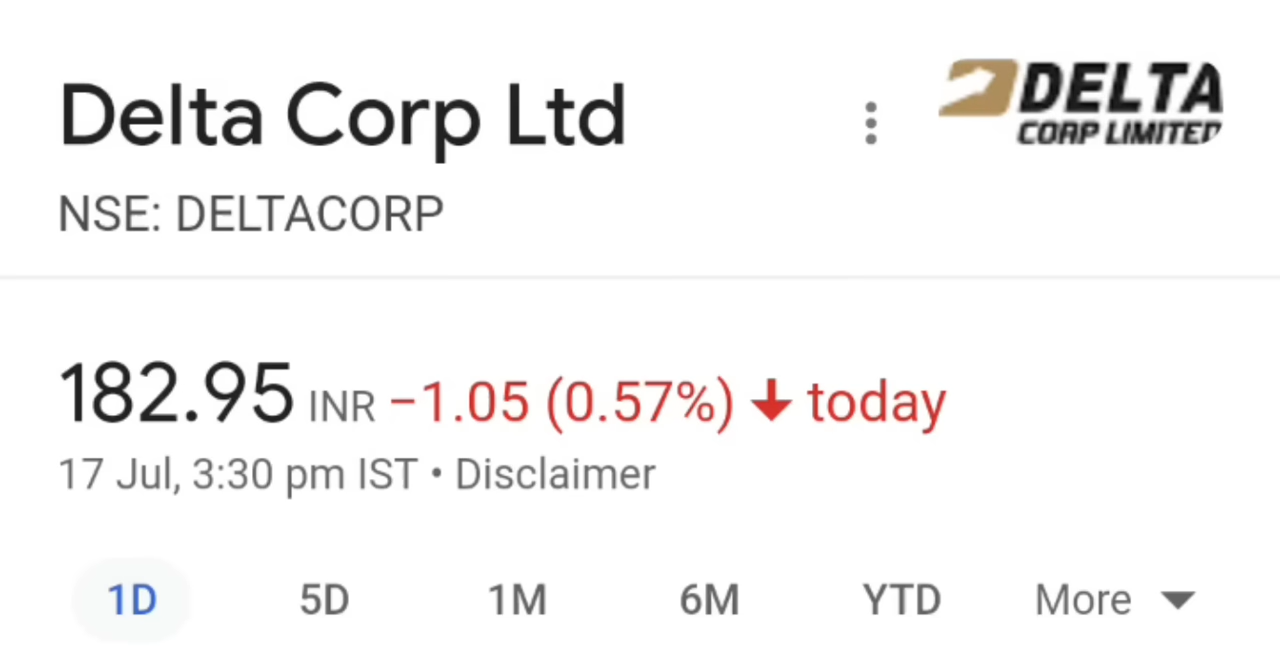 Delta Corp Ltd
DELTA
CORP LIMITED
NSE: DELTACORP
182.95 INR −1.05 (0.57%) ↓ today
17 Jul, 3:30 pm IST • Disclaimer
1D 5D 1M 6M YTD More